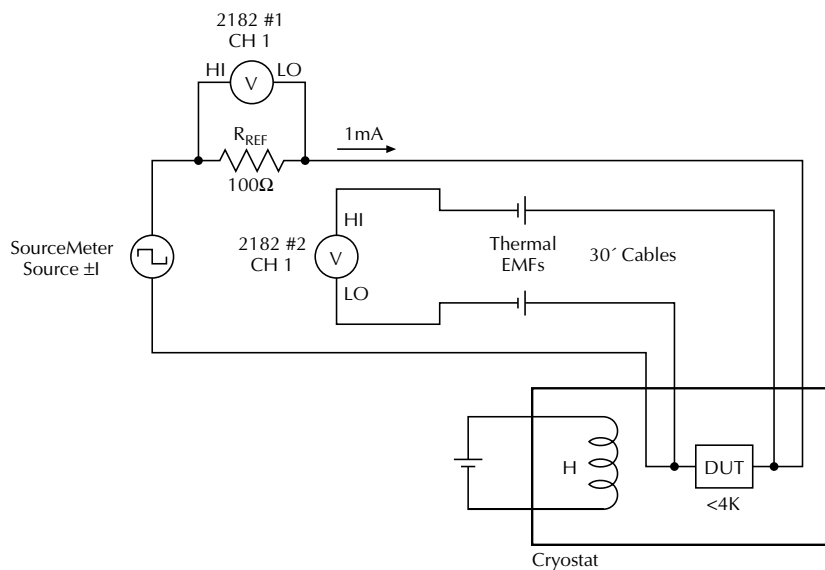 2182 #1
CH 1
HI
LO
V
R_REF
100Ω
1mA
SourceMeter
Source ±I
2182 #2
CH 1
HI
V
LO
Thermal
EMFs
30´ Cables
H
DUT
<4K
Cryostat